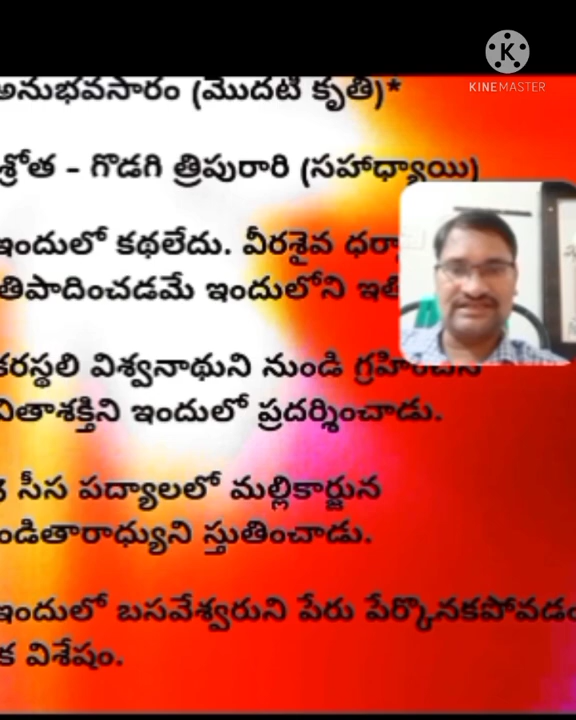 KINEMASTER
అనుభవసారం (మొదటి కృతి)*
శ్రోత - గొడగి త్రిపురారి (సహాధ్యాయి)
ఇందులో కథలేదు. వీరశైవ
తిపాదించడమే ఇందులోని
కరస్థలి విశ్వనాథుని నుండి
వితాశక్తిని ఇందులో ప్రదర్శించాడు.
సీస పద్యాలలో మల్లికార్జున
ండితారాధ్యుని స్తుతించాడు.
ఇందులో బసవేశ్వరుని పేరు పేర్కొనకపోవడం
క విశేషం.